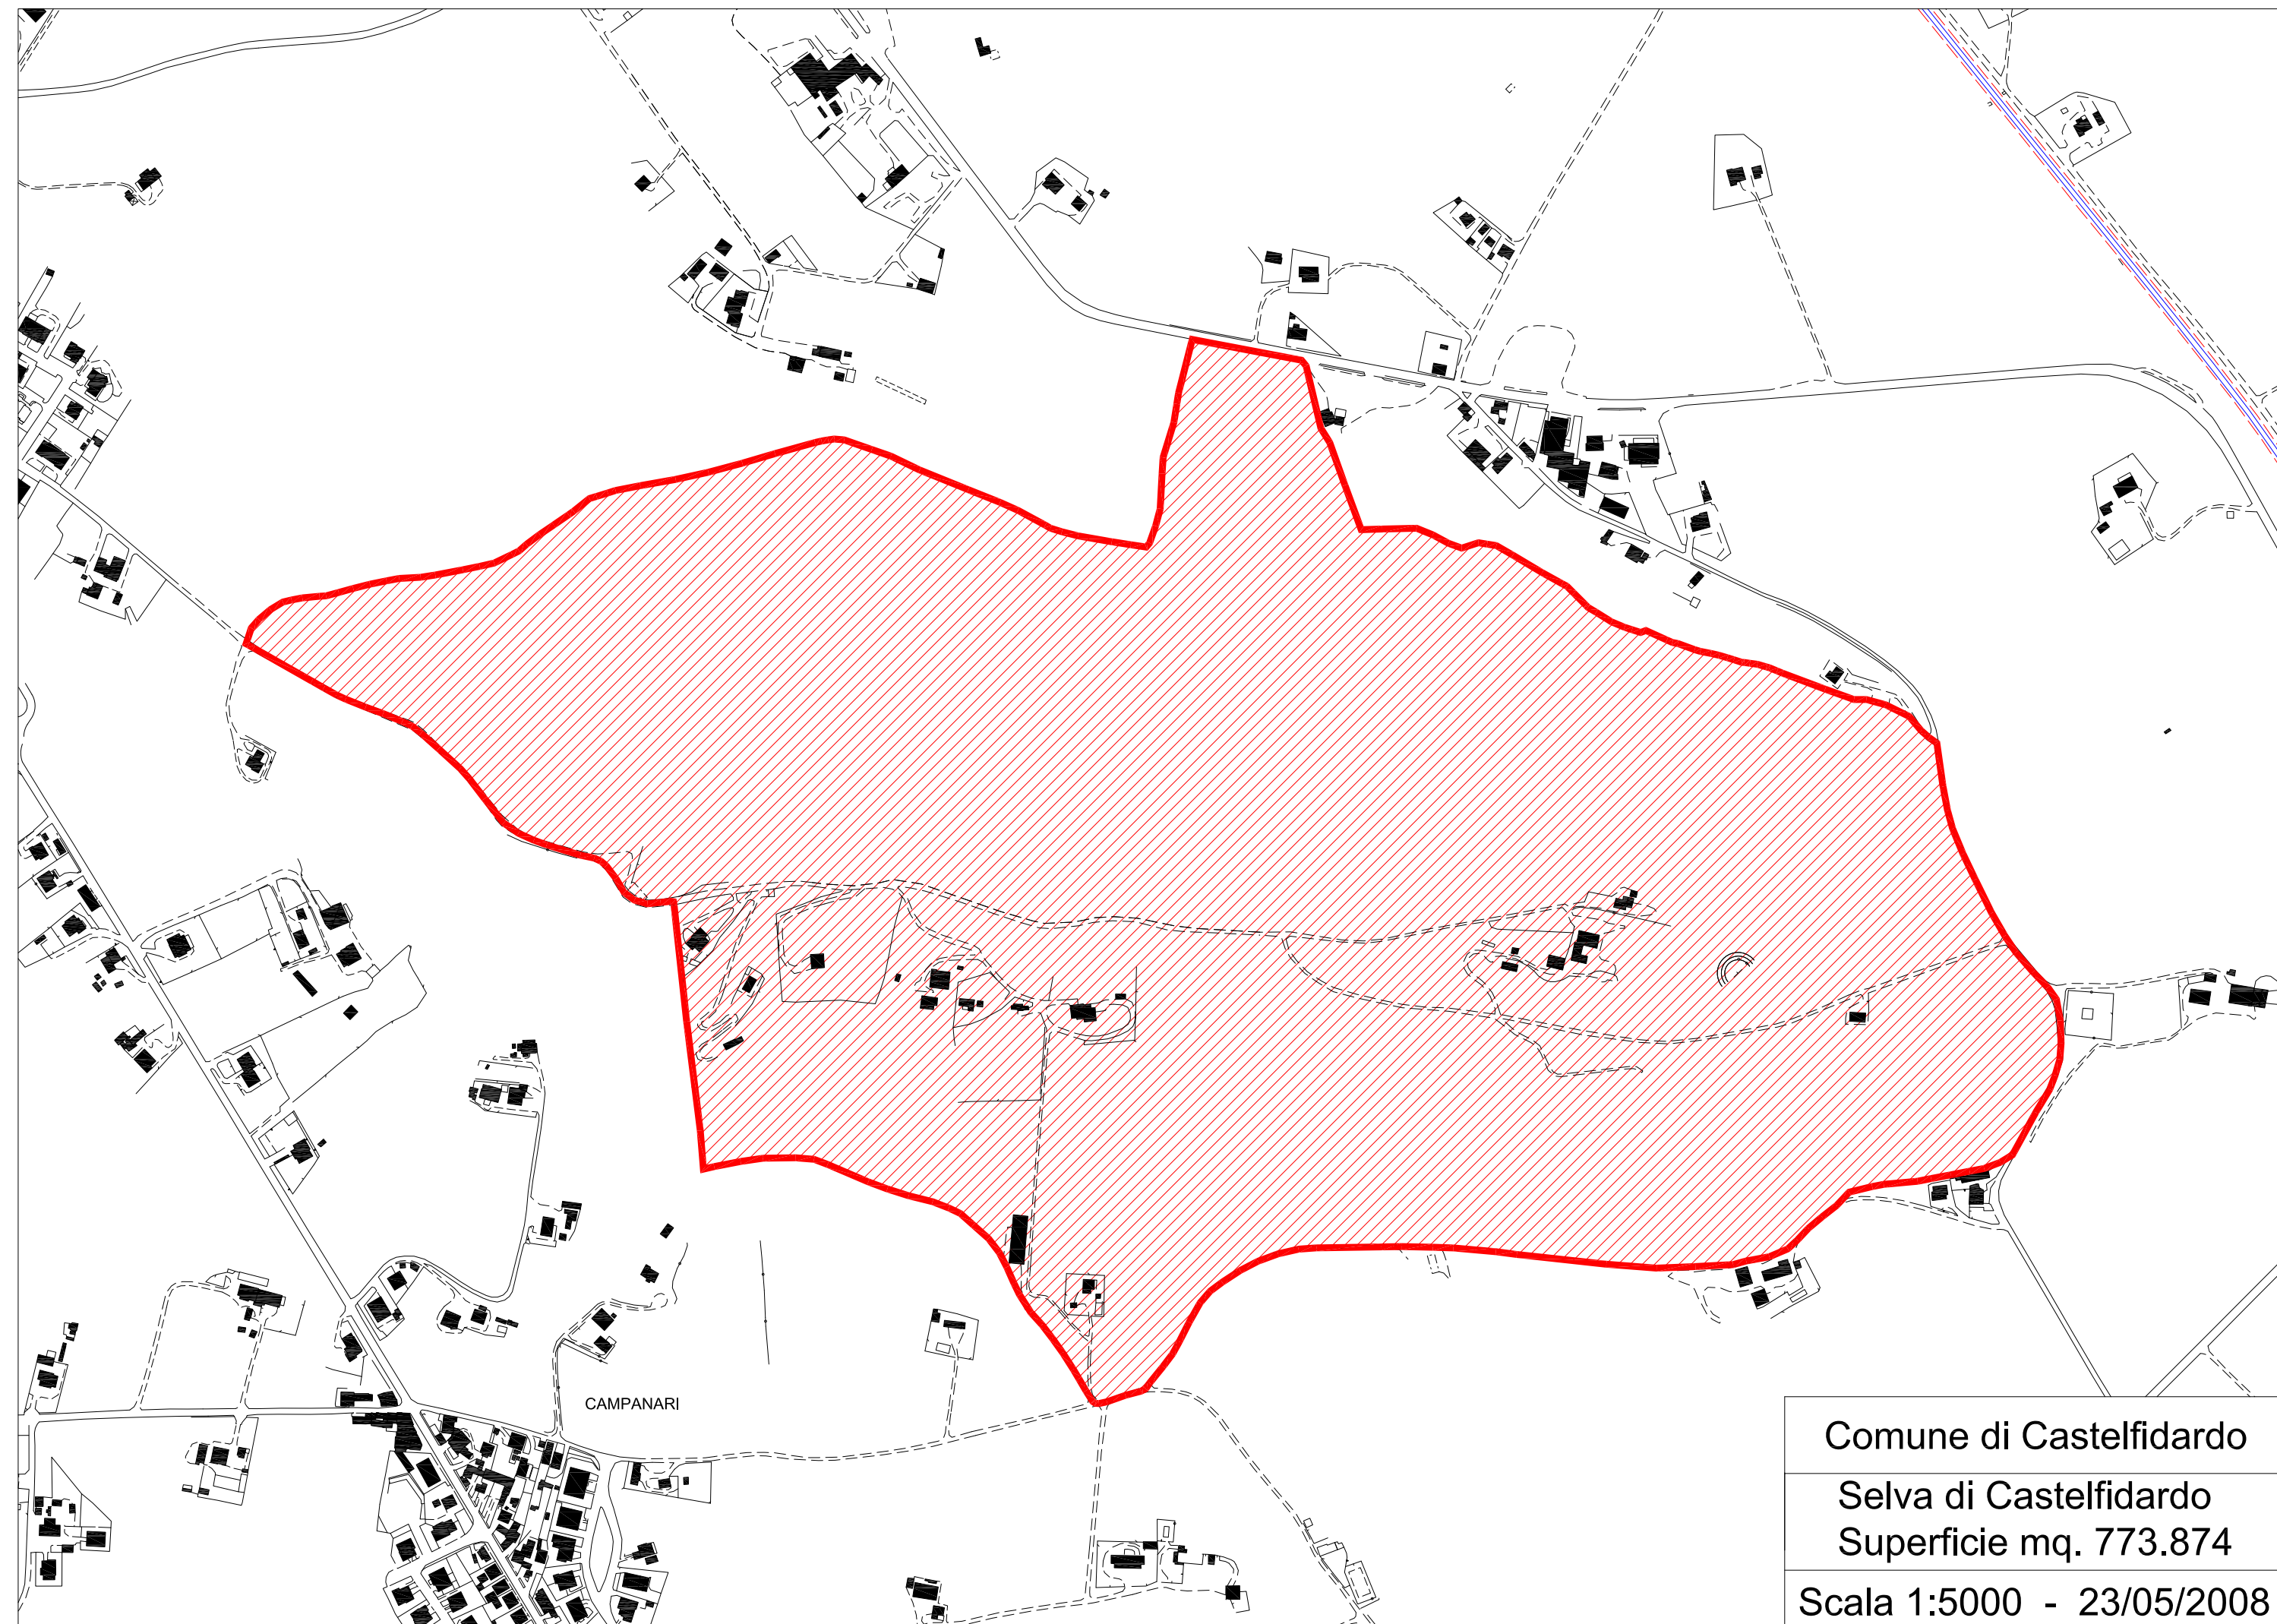 CAMPANARI
Comune di Castelfidardo
Selva di Castelfidardo
Superficie mq. 773.874
Scala 1:5000 - 23/05/2008